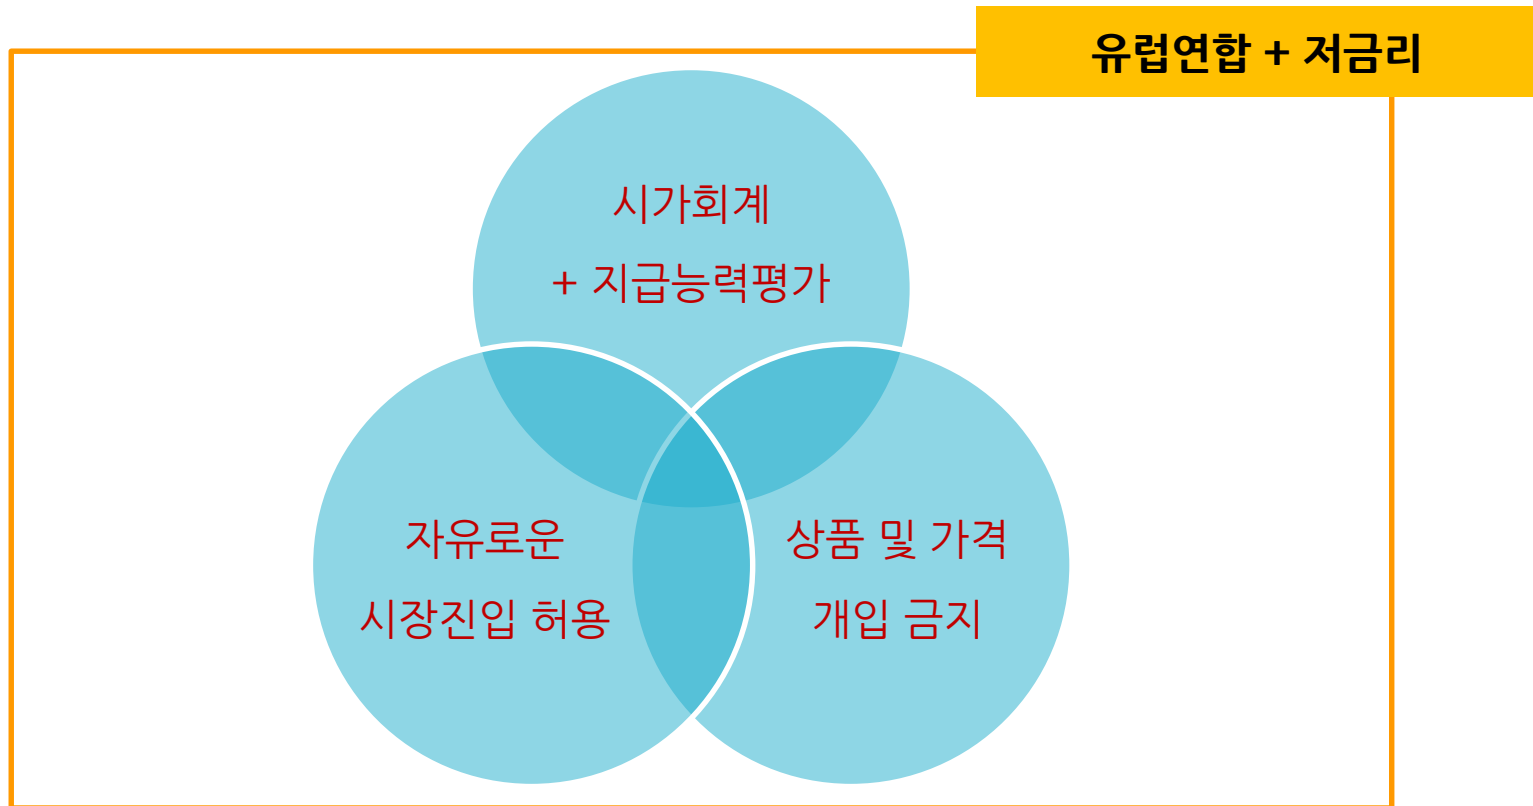 유럽연합 + 저금리
시가회계
+ 지급능력평가
자유로운
시장진입 허용
상품 및 가격
개입 금지